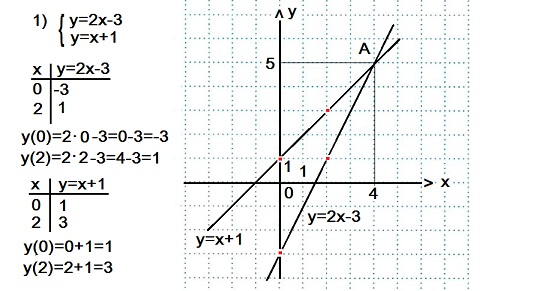 1) { y=2x-3
y=x+1
x | y=2x-3
0 | -3
2 | 1
y(0)=2·0-3=0-3=-3
y(2)=2·2-3=4-3=1
x | y=x+1
0 | 1
2 | 3
y(0)=0+1=1
y(2)=2+1=3
y
A
5
1
1
x
0
4
y=2x-3
y=x+1